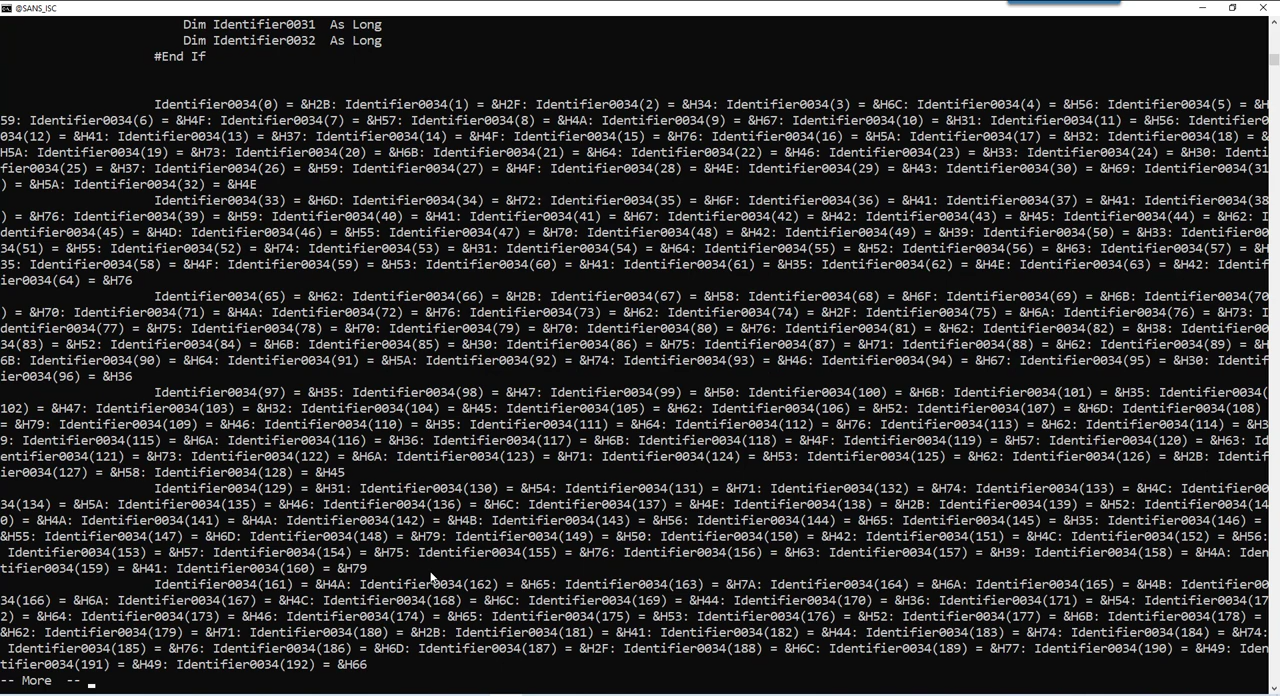 @SANS_ISC
Dim Identifier0031  As Long
Dim Identifier0032  As Long
#End If
Identifier0034(0) = &H2B: Identifier0034(1) = &H2F: Identifier0034(2) = &H34: Identifier0034(3) = &H6C: Identifier0034(4) = &H56: Identifier0034(5) = &H
59: Identifier0034(6) = &H4F: Identifier0034(7) = &H57: Identifier0034(8) = &H4A: Identifier0034(9) = &H67: Identifier0034(10) = &H31: Identifier0034(11) = &H56: Identifier0
034(12) = &H41: Identifier0034(13) = &H37: Identifier0034(14) = &H4F: Identifier0034(15) = &H76: Identifier0034(16) = &H5A: Identifier0034(17) = &H32: Identifier0034(18) = &
H5A: Identifier0034(19) = &H73: Identifier0034(20) = &H6B: Identifier0034(21) = &H64: Identifier0034(22) = &H46: Identifier0034(23) = &H33: Identifier0034(24) = &H30: Identi
fier0034(25) = &H37: Identifier0034(26) = &H59: Identifier0034(27) = &H4F: Identifier0034(28) = &H4E: Identifier0034(29) = &H43: Identifier0034(30) = &H69: Identifier0034(31
) = &H5A: Identifier0034(32) = &H4E
Identifier0034(33) = &H6D: Identifier0034(34) = &H72: Identifier0034(35) = &H6F: Identifier0034(36) = &H41: Identifier0034(37) = &H41: Identifier0034(38
) = &H76: Identifier0034(39) = &H59: Identifier0034(40) = &H41: Identifier0034(41) = &H67: Identifier0034(42) = &H42: Identifier0034(43) = &H45: Identifier0034(44) = &H62: I
dentifier0034(45) = &H4D: Identifier0034(46) = &H55: Identifier0034(47) = &H70: Identifier0034(48) = &H42: Identifier0034(49) = &H39: Identifier0034(50) = &H33: Identifier00
34(51) = &H55: Identifier0034(52) = &H74: Identifier0034(53) = &H31: Identifier0034(54) = &H64: Identifier0034(55) = &H52: Identifier0034(56) = &H63: Identifier0034(57) = &H
35: Identifier0034(58) = &H4F: Identifier0034(59) = &H53: Identifier0034(60) = &H41: Identifier0034(61) = &H35: Identifier0034(62) = &H4E: Identifier0034(63) = &H42: Identif
ier0034(64) = &H76
Identifier0034(65) = &H62: Identifier0034(66) = &H2B: Identifier0034(67) = &H58: Identifier0034(68) = &H6F: Identifier0034(69) = &H6B: Identifier0034(70
) = &H70: Identifier0034(71) = &H4A: Identifier0034(72) = &H76: Identifier0034(73) = &H62: Identifier0034(74) = &H2F: Identifier0034(75) = &H6A: Identifier0034(76) = &H73: I
dentifier0034(77) = &H75: Identifier0034(78) = &H70: Identifier0034(79) = &H70: Identifier0034(80) = &H76: Identifier0034(81) = &H62: Identifier0034(82) = &H38: Identifier00
34(83) = &H52: Identifier0034(84) = &H6B: Identifier0034(85) = &H30: Identifier0034(86) = &H75: Identifier0034(87) = &H71: Identifier0034(88) = &H62: Identifier0034(89) = &H
6B: Identifier0034(90) = &H64: Identifier0034(91) = &H5A: Identifier0034(92) = &H74: Identifier0034(93) = &H46: Identifier0034(94) = &H67: Identifier0034(95) = &H30: Identif
ier0034(96) = &H36
Identifier0034(97) = &H35: Identifier0034(98) = &H47: Identifier0034(99) = &H50: Identifier0034(100) = &H6B: Identifier0034(101) = &H35: Identifier0034(
102) = &H47: Identifier0034(103) = &H32: Identifier0034(104) = &H45: Identifier0034(105) = &H62: Identifier0034(106) = &H52: Identifier0034(107) = &H6D: Identifier0034(108)
= &H79: Identifier0034(109) = &H46: Identifier0034(110) = &H35: Identifier0034(111) = &H64: Identifier0034(112) = &H76: Identifier0034(113) = &H62: Identifier0034(114) = &H3
9: Identifier0034(115) = &H6A: Identifier0034(116) = &H36: Identifier0034(117) = &H6B: Identifier0034(118) = &H4F: Identifier0034(119) = &H57: Identifier0034(120) = &H63: Id
entifier0034(121) = &H73: Identifier0034(122) = &H6A: Identifier0034(123) = &H71: Identifier0034(124) = &H53: Identifier0034(125) = &H62: Identifier0034(126) = &H2B: Identif
ier0034(127) = &H58: Identifier0034(128) = &H45
Identifier0034(129) = &H31: Identifier0034(130) = &H54: Identifier0034(131) = &H71: Identifier0034(132) = &H74: Identifier0034(133) = &H4C: Identifier00
34(134) = &H5A: Identifier0034(135) = &H46: Identifier0034(136) = &H6C: Identifier0034(137) = &H4E: Identifier0034(138) = &H2B: Identifier0034(139) = &H52: Identifier0034(14
0) = &H4A: Identifier0034(141) = &H4A: Identifier0034(142) = &H4B: Identifier0034(143) = &H56: Identifier0034(144) = &H65: Identifier0034(145) = &H35: Identifier0034(146) =
&H55: Identifier0034(147) = &H6D: Identifier0034(148) = &H79: Identifier0034(149) = &H50: Identifier0034(150) = &H42: Identifier0034(151) = &H4C: Identifier0034(152) = &H56:
Identifier0034(153) = &H57: Identifier0034(154) = &H75: Identifier0034(155) = &H76: Identifier0034(156) = &H63: Identifier0034(157) = &H39: Identifier0034(158) = &H4A: Iden
tifier0034(159) = &H41: Identifier0034(160) = &H79
Identifier0034(161) = &H4A: Identifier0034(162) = &H65: Identifier0034(163) = &H7A: Identifier0034(164) = &H6A: Identifier0034(165) = &H4B: Identifier00
34(166) = &H6A: Identifier0034(167) = &H4C: Identifier0034(168) = &H6C: Identifier0034(169) = &H44: Identifier0034(170) = &H36: Identifier0034(171) = &H54: Identifier0034(17
2) = &H64: Identifier0034(173) = &H46: Identifier0034(174) = &H65: Identifier0034(175) = &H53: Identifier0034(176) = &H52: Identifier0034(177) = &H6B: Identifier0034(178) =
&H62: Identifier0034(179) = &H71: Identifier0034(180) = &H2B: Identifier0034(181) = &H41: Identifier0034(182) = &H44: Identifier0034(183) = &H74: Identifier0034(184) = &H74:
Identifier0034(185) = &H76: Identifier0034(186) = &H6D: Identifier0034(187) = &H2F: Identifier0034(188) = &H6C: Identifier0034(189) = &H77: Identifier0034(190) = &H49: Iden
tifier0034(191) = &H49: Identifier0034(192) = &H66
-- More  --